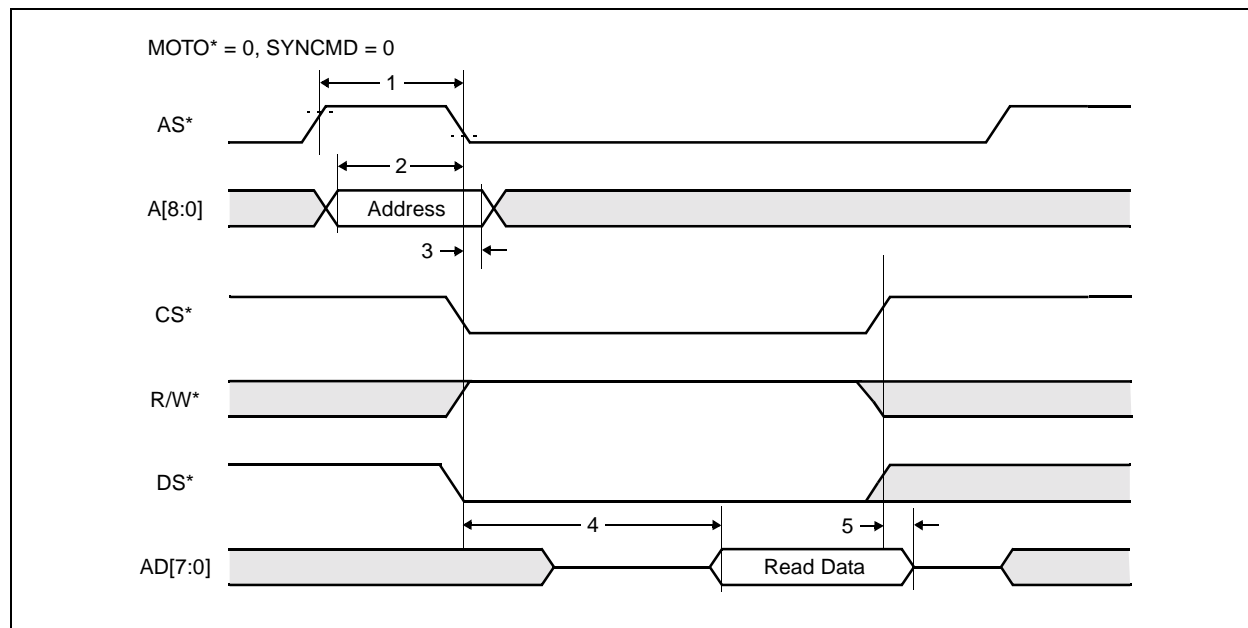 MOTO* = 0, SYNCMD = 0
1
AS*
2
A[8:0]
Address
3
CS*
R/W*
DS*
4
5
AD[7:0]
Read Data